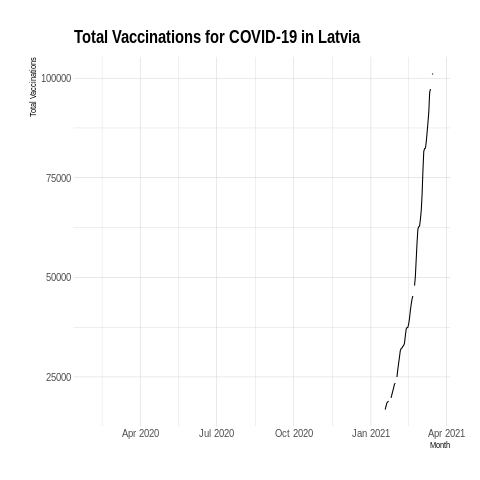 Total Vaccinations for COVID-19 in Latvia
Total Vaccinations
100000
75000
50000
25000
Apr 2020 Jul 2020 Oct 2020 Jan 2021 Apr 2021
Month